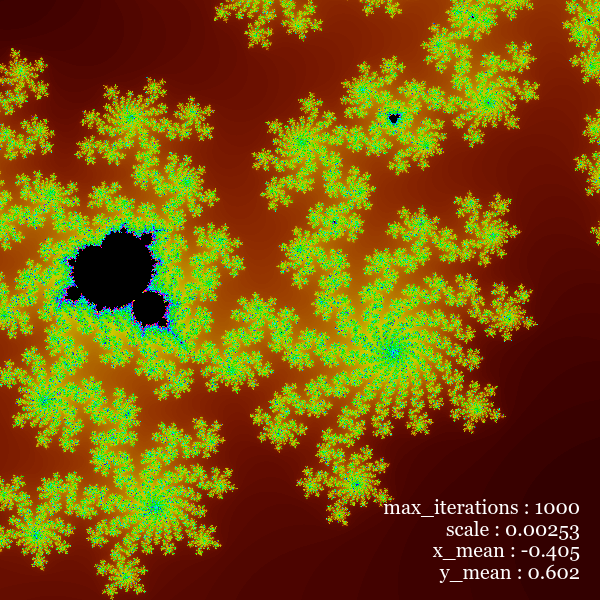 max_iterations : 1000
scale : 0.00253
x_mean : -0.405
y_mean : 0.602